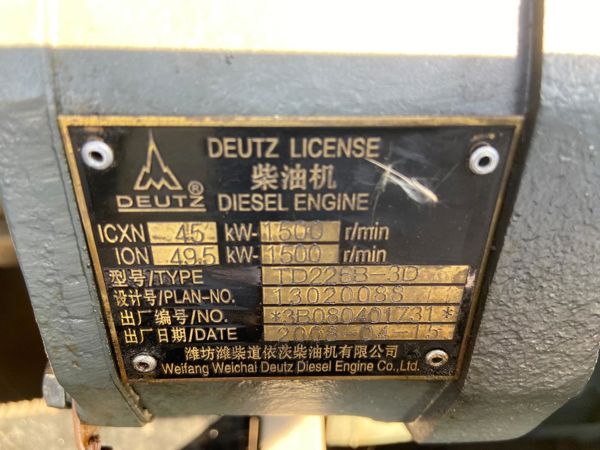 DEUTZ LICENSE
柴油机
DEUTZ®
DIESEL ENGINE
ICXN 45 kW- 1500 r/min
ION 49.5 kW- 1500 r/min
型号/TYPE TD226B-3D
设计号/PLAN-NO. 13020088
出厂编号/NO. *3B080401731*
出厂日期/DATE 2008-04-15
潍坊潍柴道依茨柴油机有限公司
Weifang Weichai Deutz Diesel Engine Co.,Ltd.